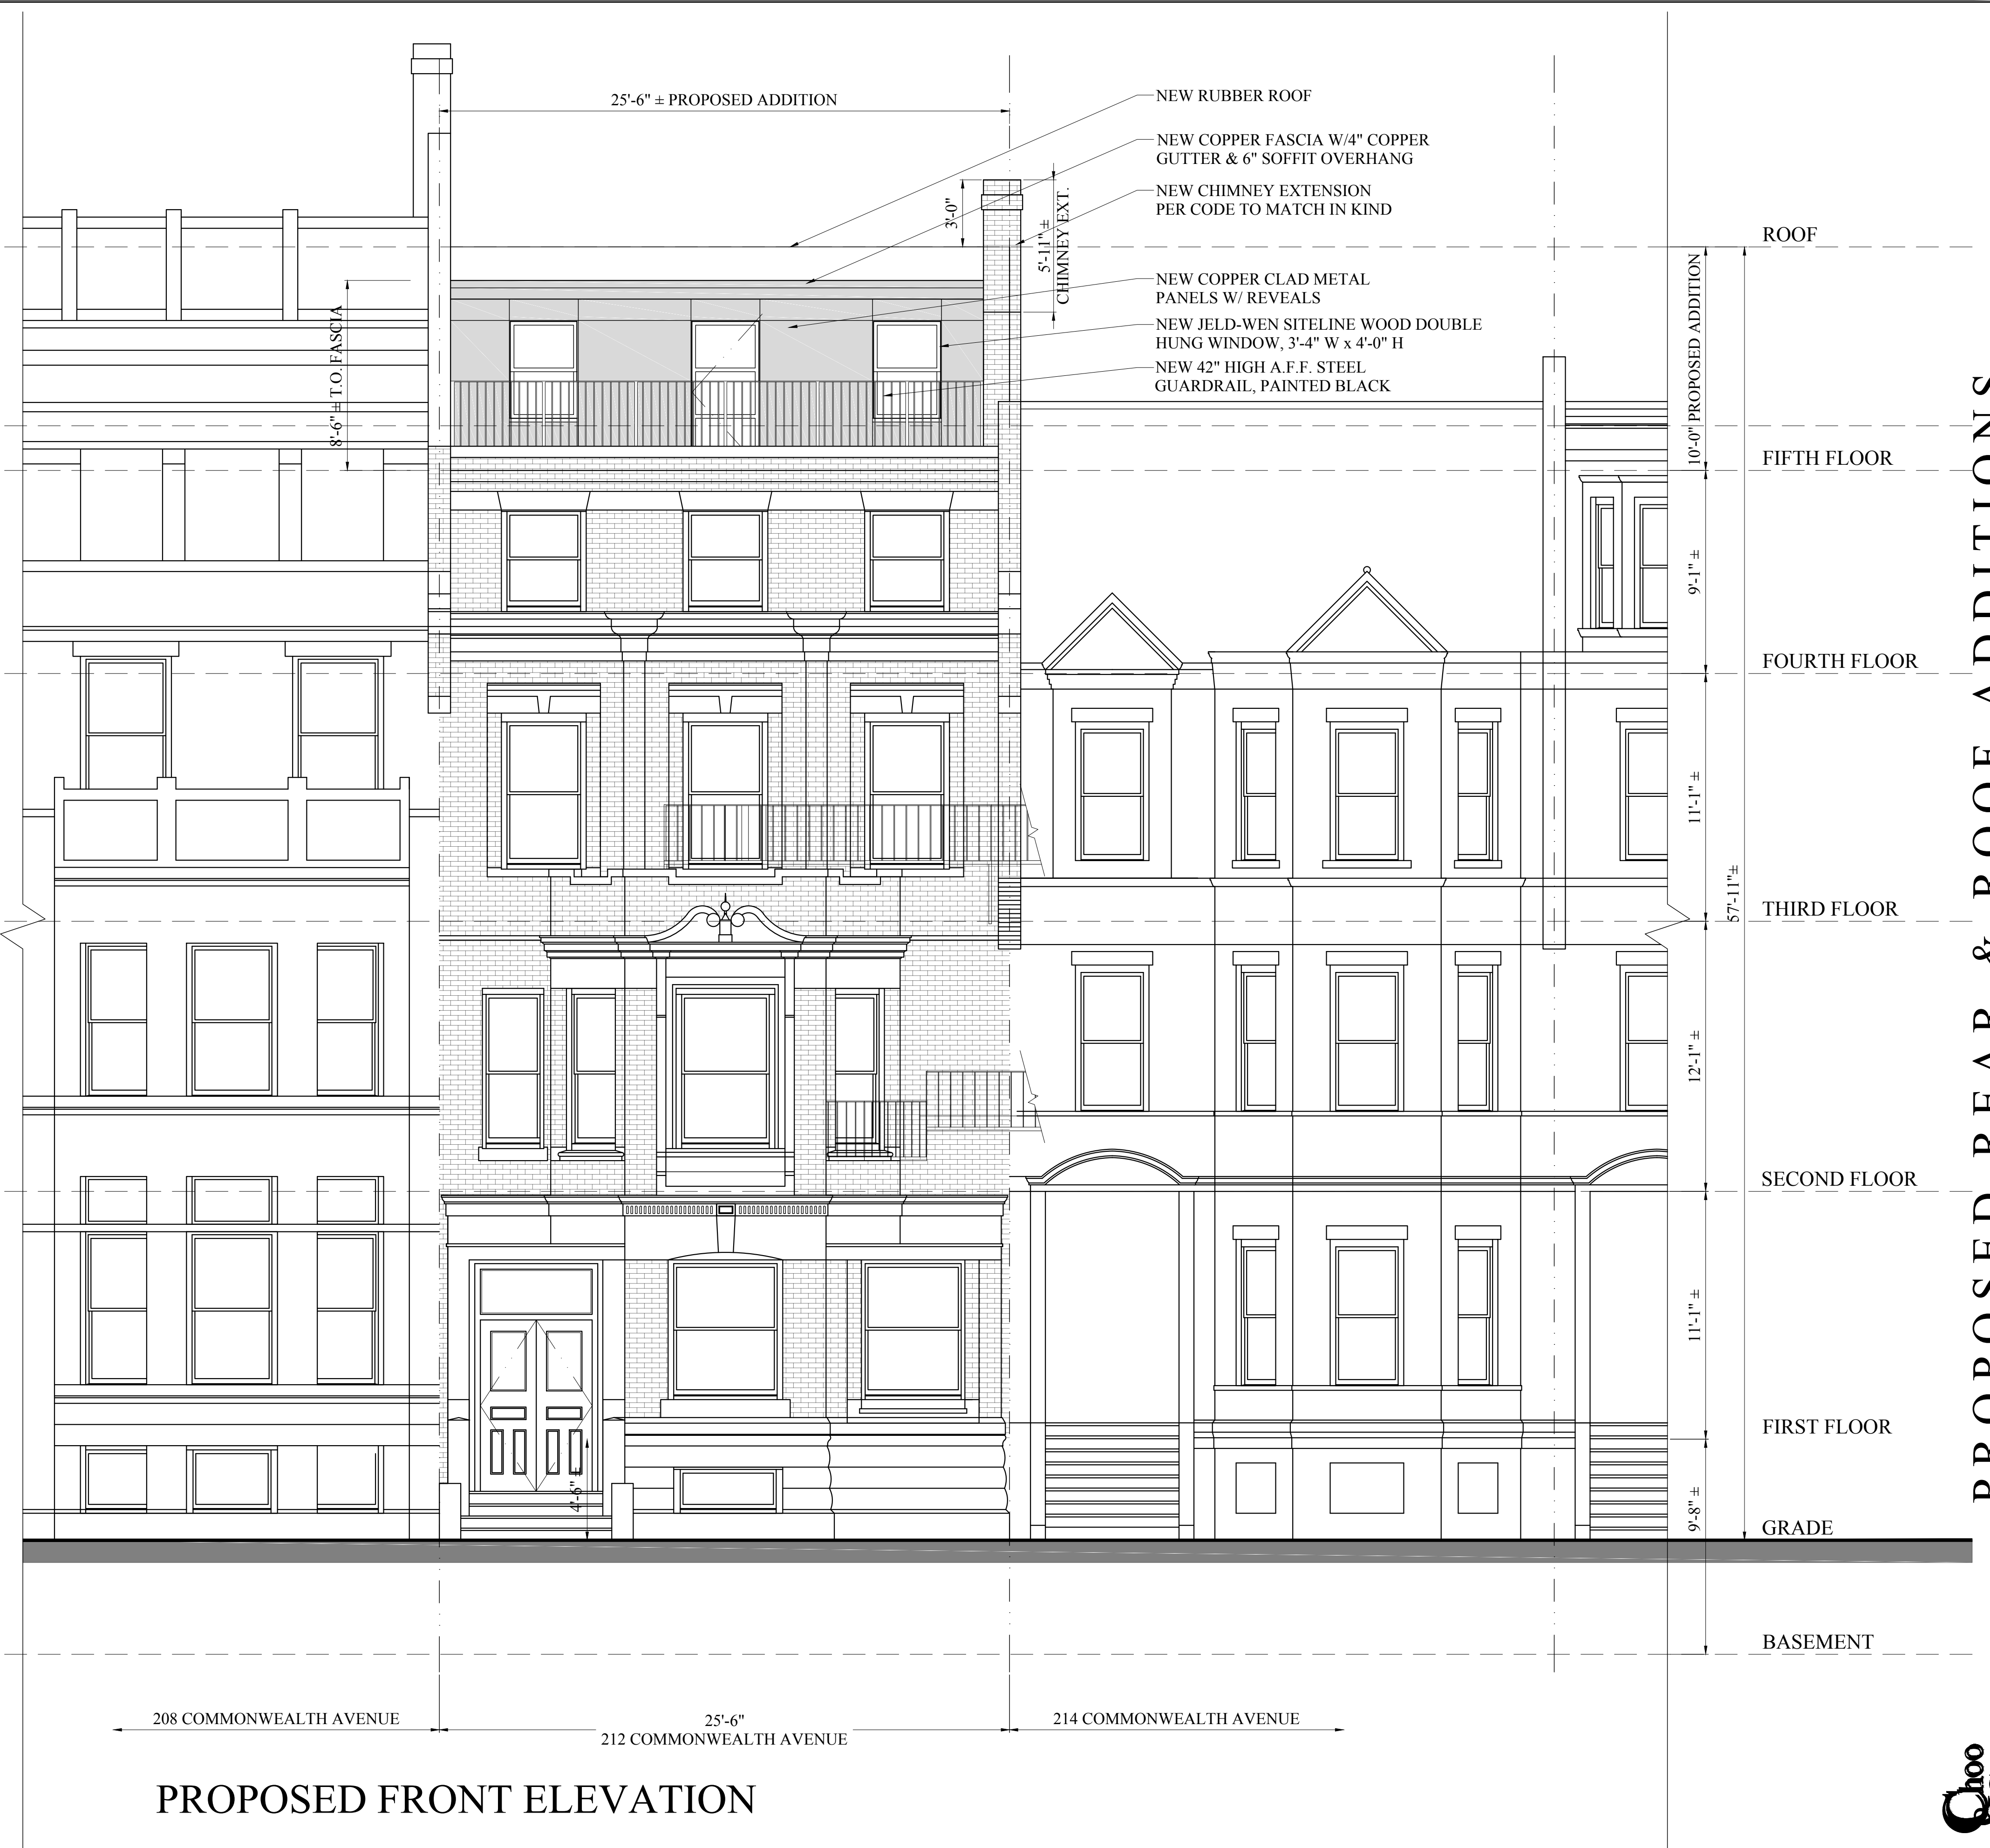 25'-6" ± PROPOSED ADDITION
NEW RUBBER ROOF
NEW COPPER FASCIA W/4" COPPER
GUTTER & 6" SOFFIT OVERHANG
NEW CHIMNEY EXTENSION
PER CODE TO MATCH IN KIND
3'-0"
5'-11" ±
CHIMNEY EXT.
ROOF
NEW COPPER CLAD METAL
PANELS W/ REVEALS
NEW JELD-WEN SITELINE WOOD DOUBLE
HUNG WINDOW, 3'-4" W x 4'-0" H
NEW 42" HIGH A.F.F. STEEL
GUARDRAIL, PAINTED BLACK
8'-6" ± T.O. FASCIA
10'-0" PROPOSED ADDITION
FIFTH FLOOR
9'-1" ±
FOURTH FLOOR
11'-1" ±
57'-11"±
THIRD FLOOR
12'-1" ±
SECOND FLOOR
11'-1" ±
FIRST FLOOR
4'-6" ±
9'-8" ±
GRADE
BASEMENT
208 COMMONWEALTH AVENUE
25'-6"
212 COMMONWEALTH AVENUE
214 COMMONWEALTH AVENUE
PROPOSED FRONT ELEVATION
PROPOSED REAR & ROOF ADDITIONS
Choo